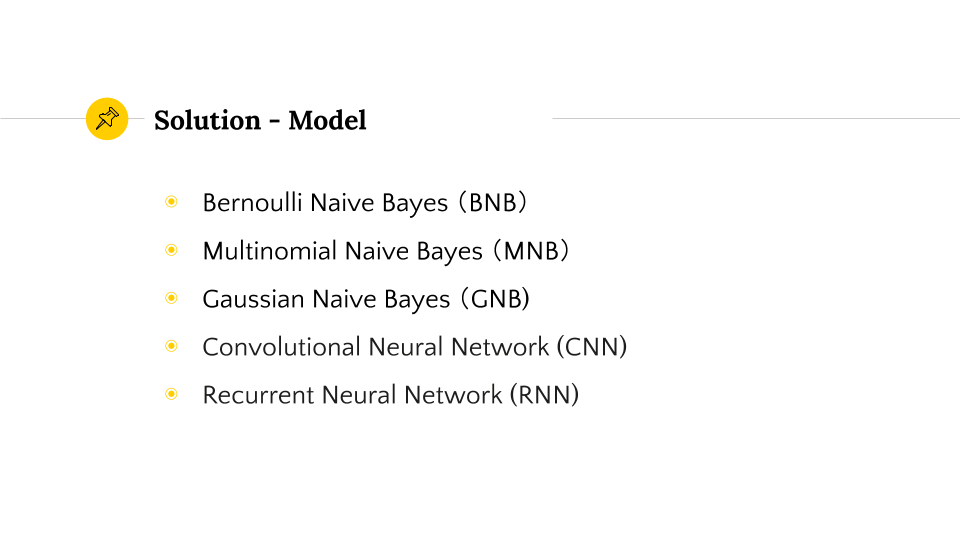 Solution - Model
Bernoulli Naive Bayes（BNB）
Multinomial Naive Bayes（MNB）
Gaussian Naive Bayes（GNB)
Convolutional Neural Network (CNN)
Recurrent Neural Network (RNN)